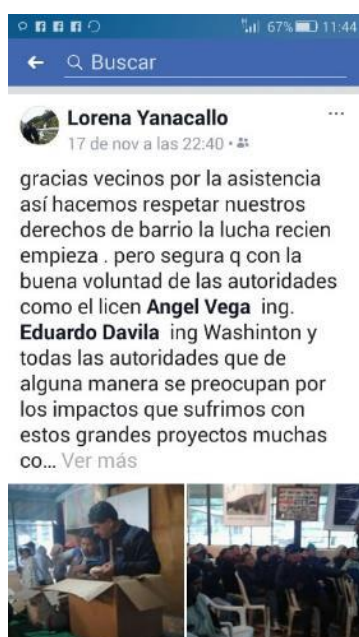 67% 11:44
Buscar
Lorena Yanacallo
17 de nov a las 22:40
gracias vecinos por la asistencia
así hacemos respetar nuestros
derechos de barrio la lucha recien
empieza . pero segura q con la
buena voluntad de las autoridades
como el licen Angel Vega ing.
Eduardo Davila ing Washinton y
todas las autoridades que de
alguna manera se preocupan por
los impactos que sufrimos con
estos grandes proyectos muchas
co... Ver más